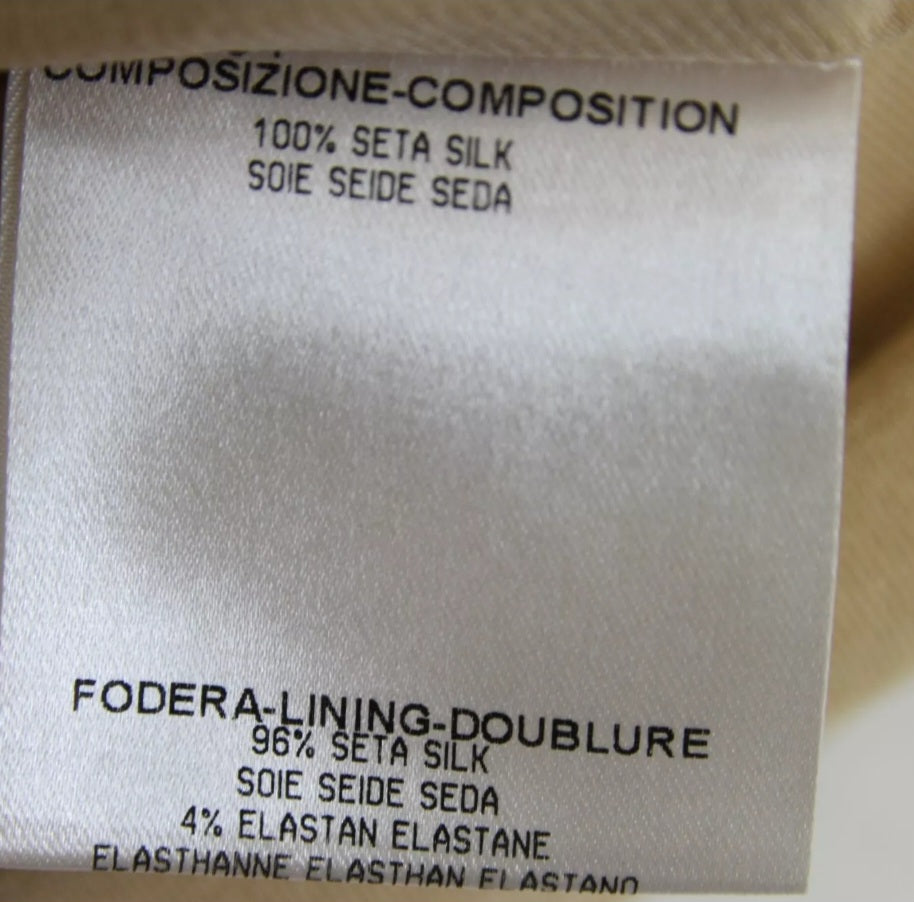 COMPOSIZIONE-COMPOSITION
100% SETA SILK
SOIE SEIDE SEDA
FODERA-LINING-DOUBLURE
96% SETA SILK
SOIE SEIDE SEDA
4% ELASTAN ELASTANE
ELASTHANNE ELASTHAN ELASTANO